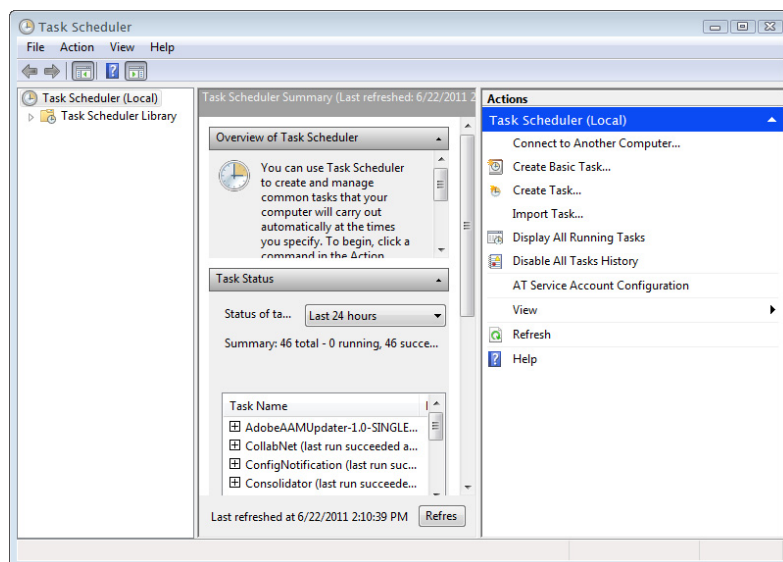 Task Scheduler
File Action View Help
Task Scheduler (Local)
Task Scheduler Library
Task Scheduler Summary (Last refreshed: 6/22/2011 2
Overview of Task Scheduler
You can use Task Scheduler
to create and manage
common tasks that your
computer will carry out
automatically at the times
you specify. To begin, click a
command in the Action
Task Status
Status of ta... Last 24 hours
Summary: 46 total - 0 running, 46 succe...
Task Name
AdobeAAMUpdater-1.0-SINGLE...
CollabNet (last run succeeded a...
ConfigNotification (last run suc...
Consolidator (last run succeede...
Last refreshed at 6/22/2011 2:10:39 PM Refres
Actions
Task Scheduler (Local)
Connect to Another Computer...
Create Basic Task...
Create Task...
Import Task...
Display All Running Tasks
Disable All Tasks History
AT Service Account Configuration
View
Refresh
Help